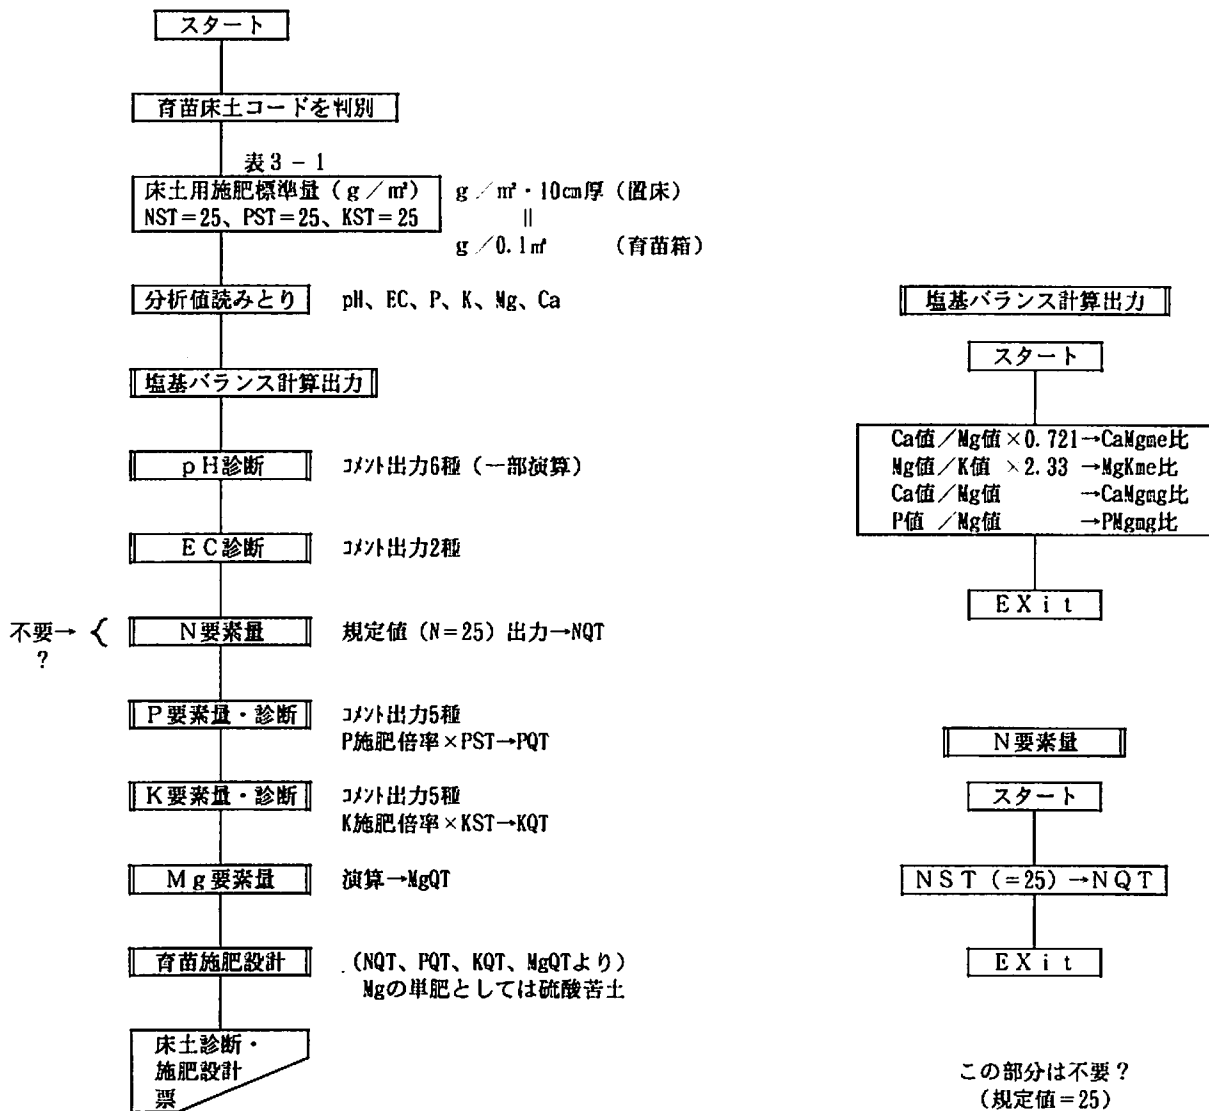 スタート
育苗床土コードを判別
表3-1
床土用施肥標準量(g/㎡)
NST=25、PST=25、KST=25
g/㎡・10cm厚(置床)
||
g/0.1㎥ (育苗箱)
分析値読みとり
pH、EC、P、K、Mg、Ca
塩基バランス計算出力
pH診断
コメント出力6種(一部演算)
EC診断
コメント出力2種
不要→ {
?
N要素量
規定値(N=25)出力→NQT
P要素量・診断
コメント出力5種
P施肥倍率×PST→PQT
K要素量・診断
コメント出力5種
K施肥倍率×KST→KQT
Mg要素量
演算→MgQT
育苗施肥設計
(NQT、PQT、KQT、MgQTより)
Mgの単肥としては硫酸苦土
床土診断・
施肥設計
票
塩基バランス計算出力
スタート
Ca値/Mg値×0.721→CaMgme比
Mg値/K値 ×2.33 →MgKme比
Ca値/Mg値 →CaMgmg比
P値 /Mg値 →PMgmg比
EXit
N要素量
スタート
NST(=25)→NQT
EXit
この部分は不要?
(規定値=25)